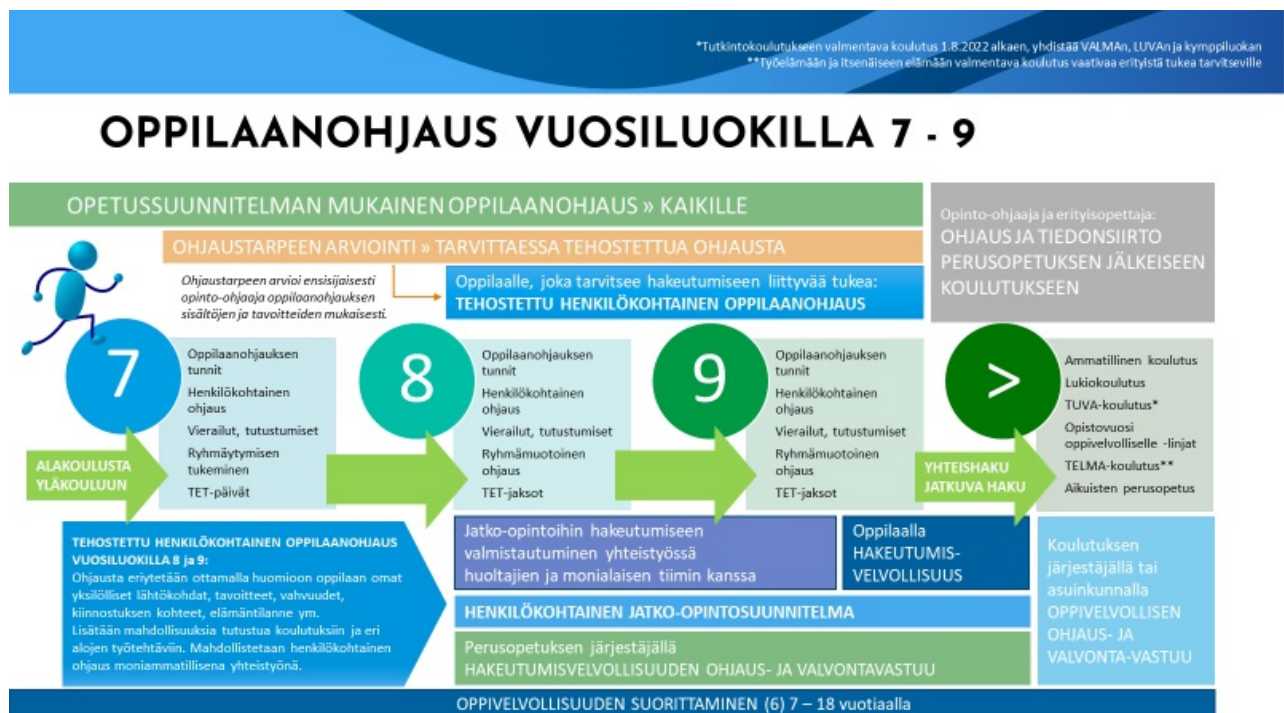 *Tutkintokoulutukseen valmentava koulutus 1.8.2022 alkaen, yhdistää VALMAn, LUVAn ja kymppiluokan
**Työelämään ja itsenäiseen elämään valmentava koulutus vaativaa erityistä tukea tarvitseville
OPPILAANOHJAUS VUOSILUOKILLA 7 - 9
OPETUSSUUNNITELMAN MUKAINEN OPPILAANOHJAUS » KAIKILLE
OHJAUSTARPEEN ARVIOINTI » TARVITTAESSA TEHOSTETTUA OHJAUSTA
Ohjaustarpeen arvioi ensisijaisesti
opinto-ohjaaja oppilaanohjauksen
sisältöjen ja tavoitteiden mukaisesti.
Oppilaalle, joka tarvitsee hakeutumiseen liittyvää tukea:
TEHOSTETTU HENKILÖKOHTAINEN OPPILAANOHJAUS
Opinto-ohjaaja ja erityisopettaja:
OHJAUS JA TIEDONSIIRTO
PERUSOPETUKSEN JÄLKEISEEN
KOULUTUKSEEN
ALAKOULUSTA
YLÄKOULUUN
7
Oppilaanohjauksen
tunnit
Henkilökohtainen
ohjaus
Vierailut, tutustumiset
Ryhmäytymisen
tukeminen
TET-päivät
8
Oppilaanohjauksen
tunnit
Henkilökohtainen
ohjaus
Vierailut, tutustumiset
Ryhmämuotoinen
ohjaus
TET-jaksot
9
Oppilaanohjauksen
tunnit
Henkilökohtainen
ohjaus
Vierailut, tutustumiset
Ryhmämuotoinen
ohjaus
TET-jaksot
YHTEISHAKU
JATKUVA HAKU
>
Ammatillinen koulutus
Lukiokoulutus
TUVA-koulutus*
Opistovuosi
oppivelvolliselle -linjat
TELMA-koulutus**
Aikuisten perusopetus
TEHOSTETTU HENKILÖKOHTAINEN OPPILAANOHJAUS
VUOSILUOKILLA 8 ja 9:
Ohjausta eriytetään ottamalla huomioon oppilaan omat
yksilölliset lähtökohdat, tavoitteet, vahvuudet,
kiinnostuksen kohteet, elämäntilanne ym.
Lisätään mahdollisuuksia tutustua koulutuksiin ja eri
alojen työtehtäviin. Mahdollistetaan henkilökohtainen
ohjaus moniammatillisena yhteistyönä.
Jatko-opintoihin hakeutumiseen
valmistautuminen yhteistyössä
huoltajien ja monialaisen tiimin kanssa
Oppilaalla
HAKEUTUMIS-
VELVOLLISUUS
HENKILÖKOHTAINEN JATKO-OPINTOSUUNNITELMA
Perusopetuksen järjestäjällä
HAKEUTUMISVELVOLLISUUDEN OHJAUS- JA VALVONTAVASTUU
Koulutuksen
järjestäjällä tai
asuinkunnalla
OPPIVELVOLLISEN
OHJAUS- JA
VALVONTA-VASTUU
OPPIVELVOLLISUUDEN SUORITTAMINEN (6) 7 – 18 vuotiaalla